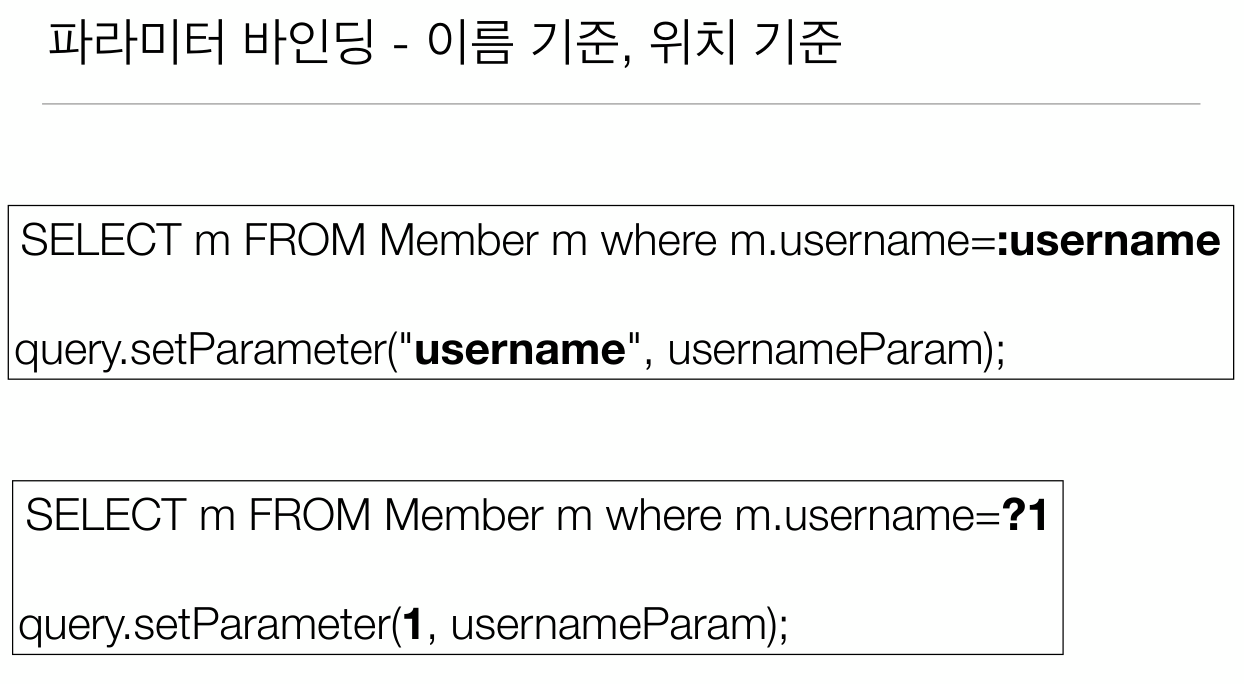 파라미터 바인딩 - 이름 기준, 위치 기준
SELECT m FROM Member m where m.username=:username
query.setParameter("username", usernameParam);
SELECT m FROM Member m where m.username=?1
query.setParameter(1, usernameParam);